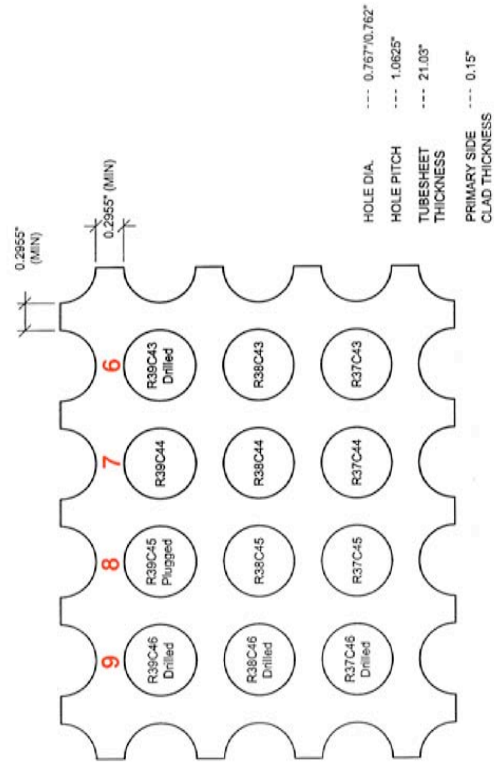 0.2955"
(MIN)
0.2955" (MIN)
9
8
7
6
R39C46
Drilled
R39C45
Plugged
R39C44
R39C43
Drilled
R38C46
Drilled
R38C45
R38C44
R38C43
R37C46
Drilled
R37C45
R37C44
R37C43
HOLE DIA. --- 0.767"/0.762"
HOLE PITCH --- 1.0625"
TUBESHEET --- 21.03"
THICKNESS
PRIMARY SIDE --- 0.15"
CLAD THICKNESS